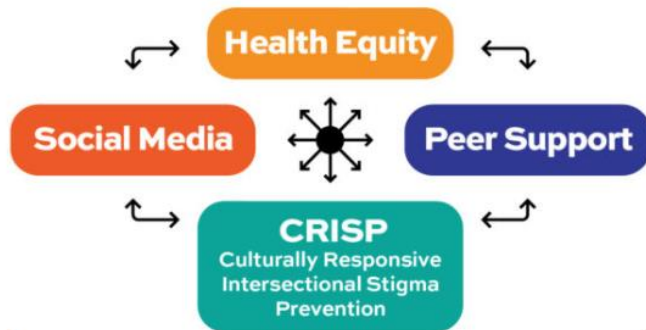 Health Equity
Social Media
Peer Support
CRISP
Culturally Responsive
Intersectional Stigma
Prevention